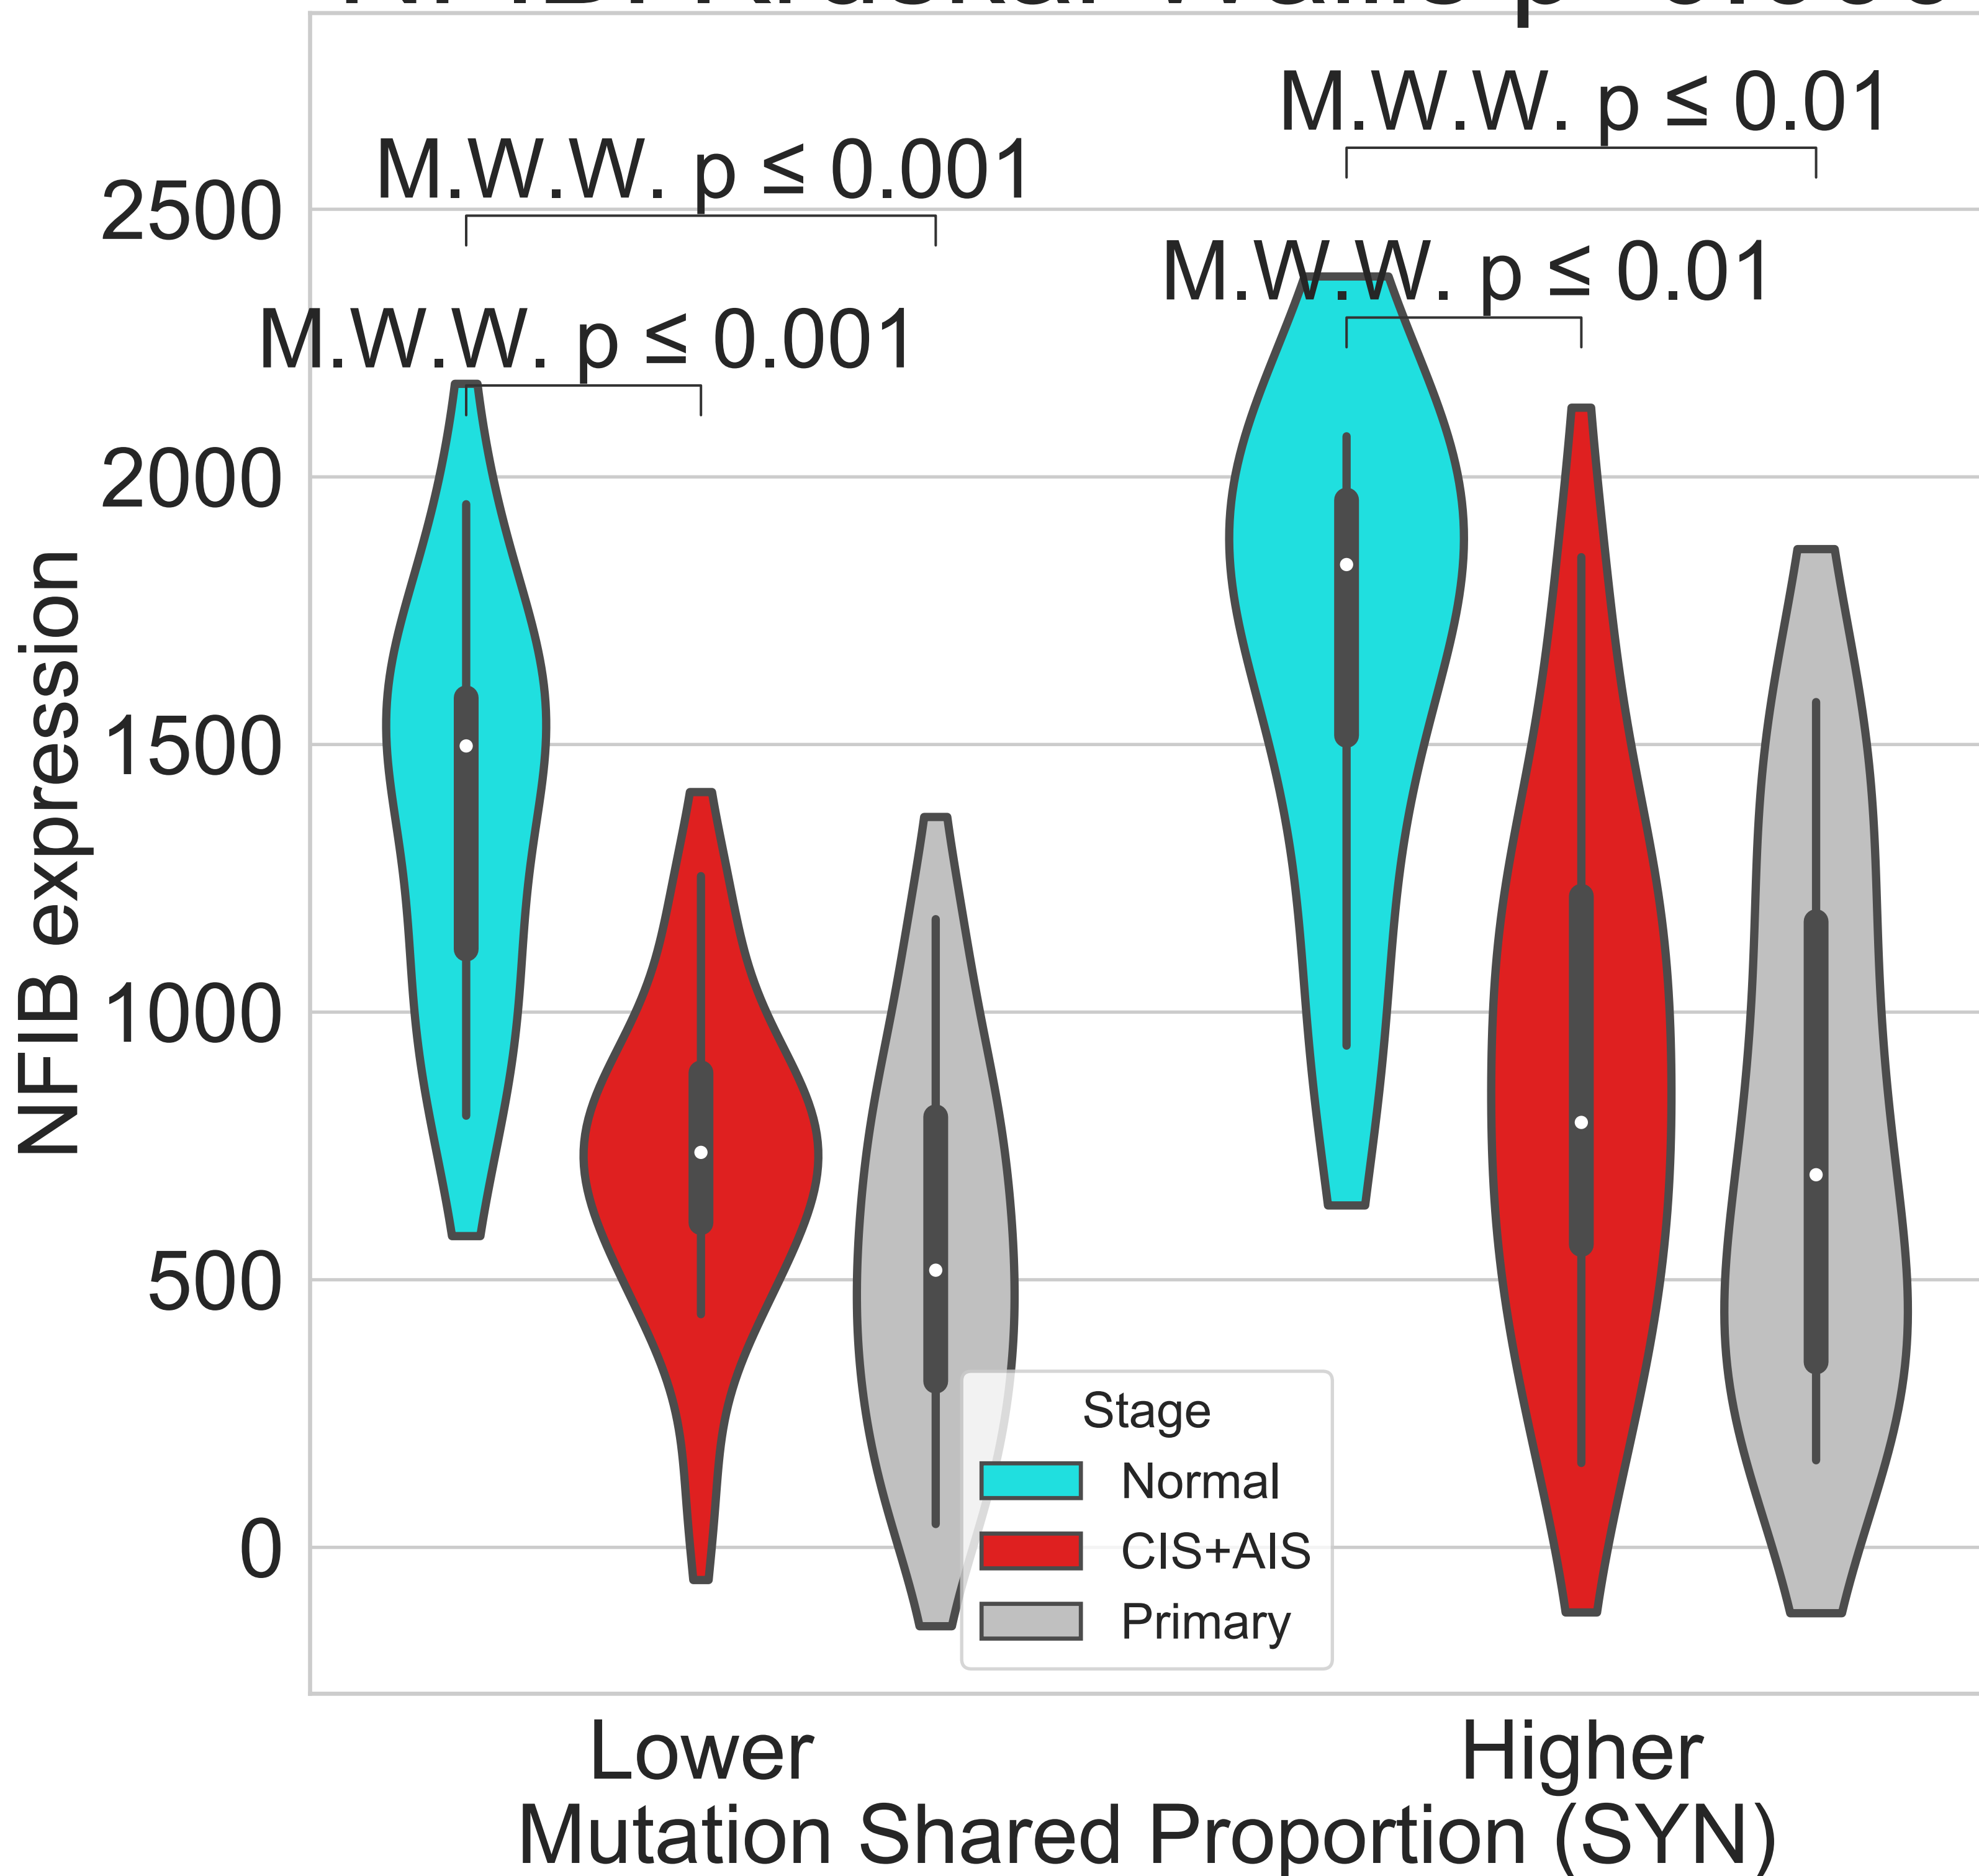 M.W.W. p ≤ 0.01
M.W.W. p ≤ 0.001
2500
M.W.W. p ≤ 0.01
M.W.W. p ≤ 0.001
2000
1500
1000
500
0
NFIB expression
Stage
Normal
CIS+AIS
Primary
Lower
Higher
Mutation Shared Proportion (SYN)